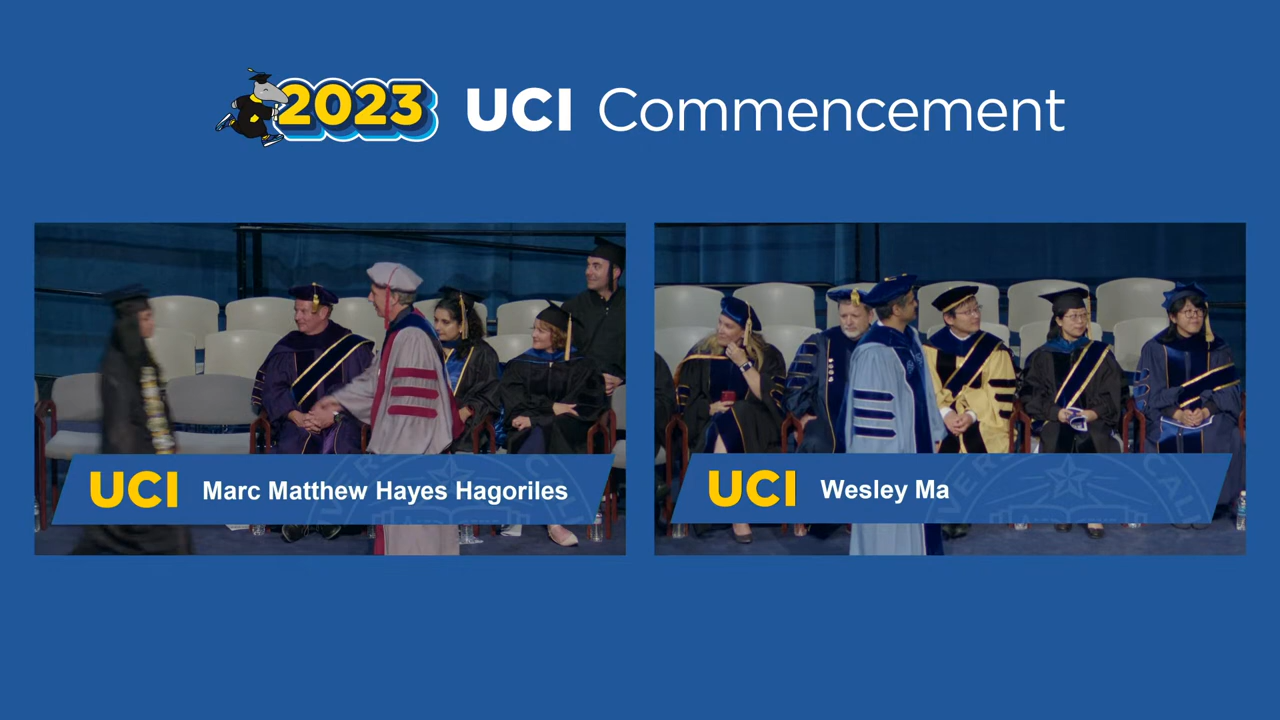 2023 UCI Commencement
UCI Marc Matthew Hayes Hagoriles
UCI Wesley Ma